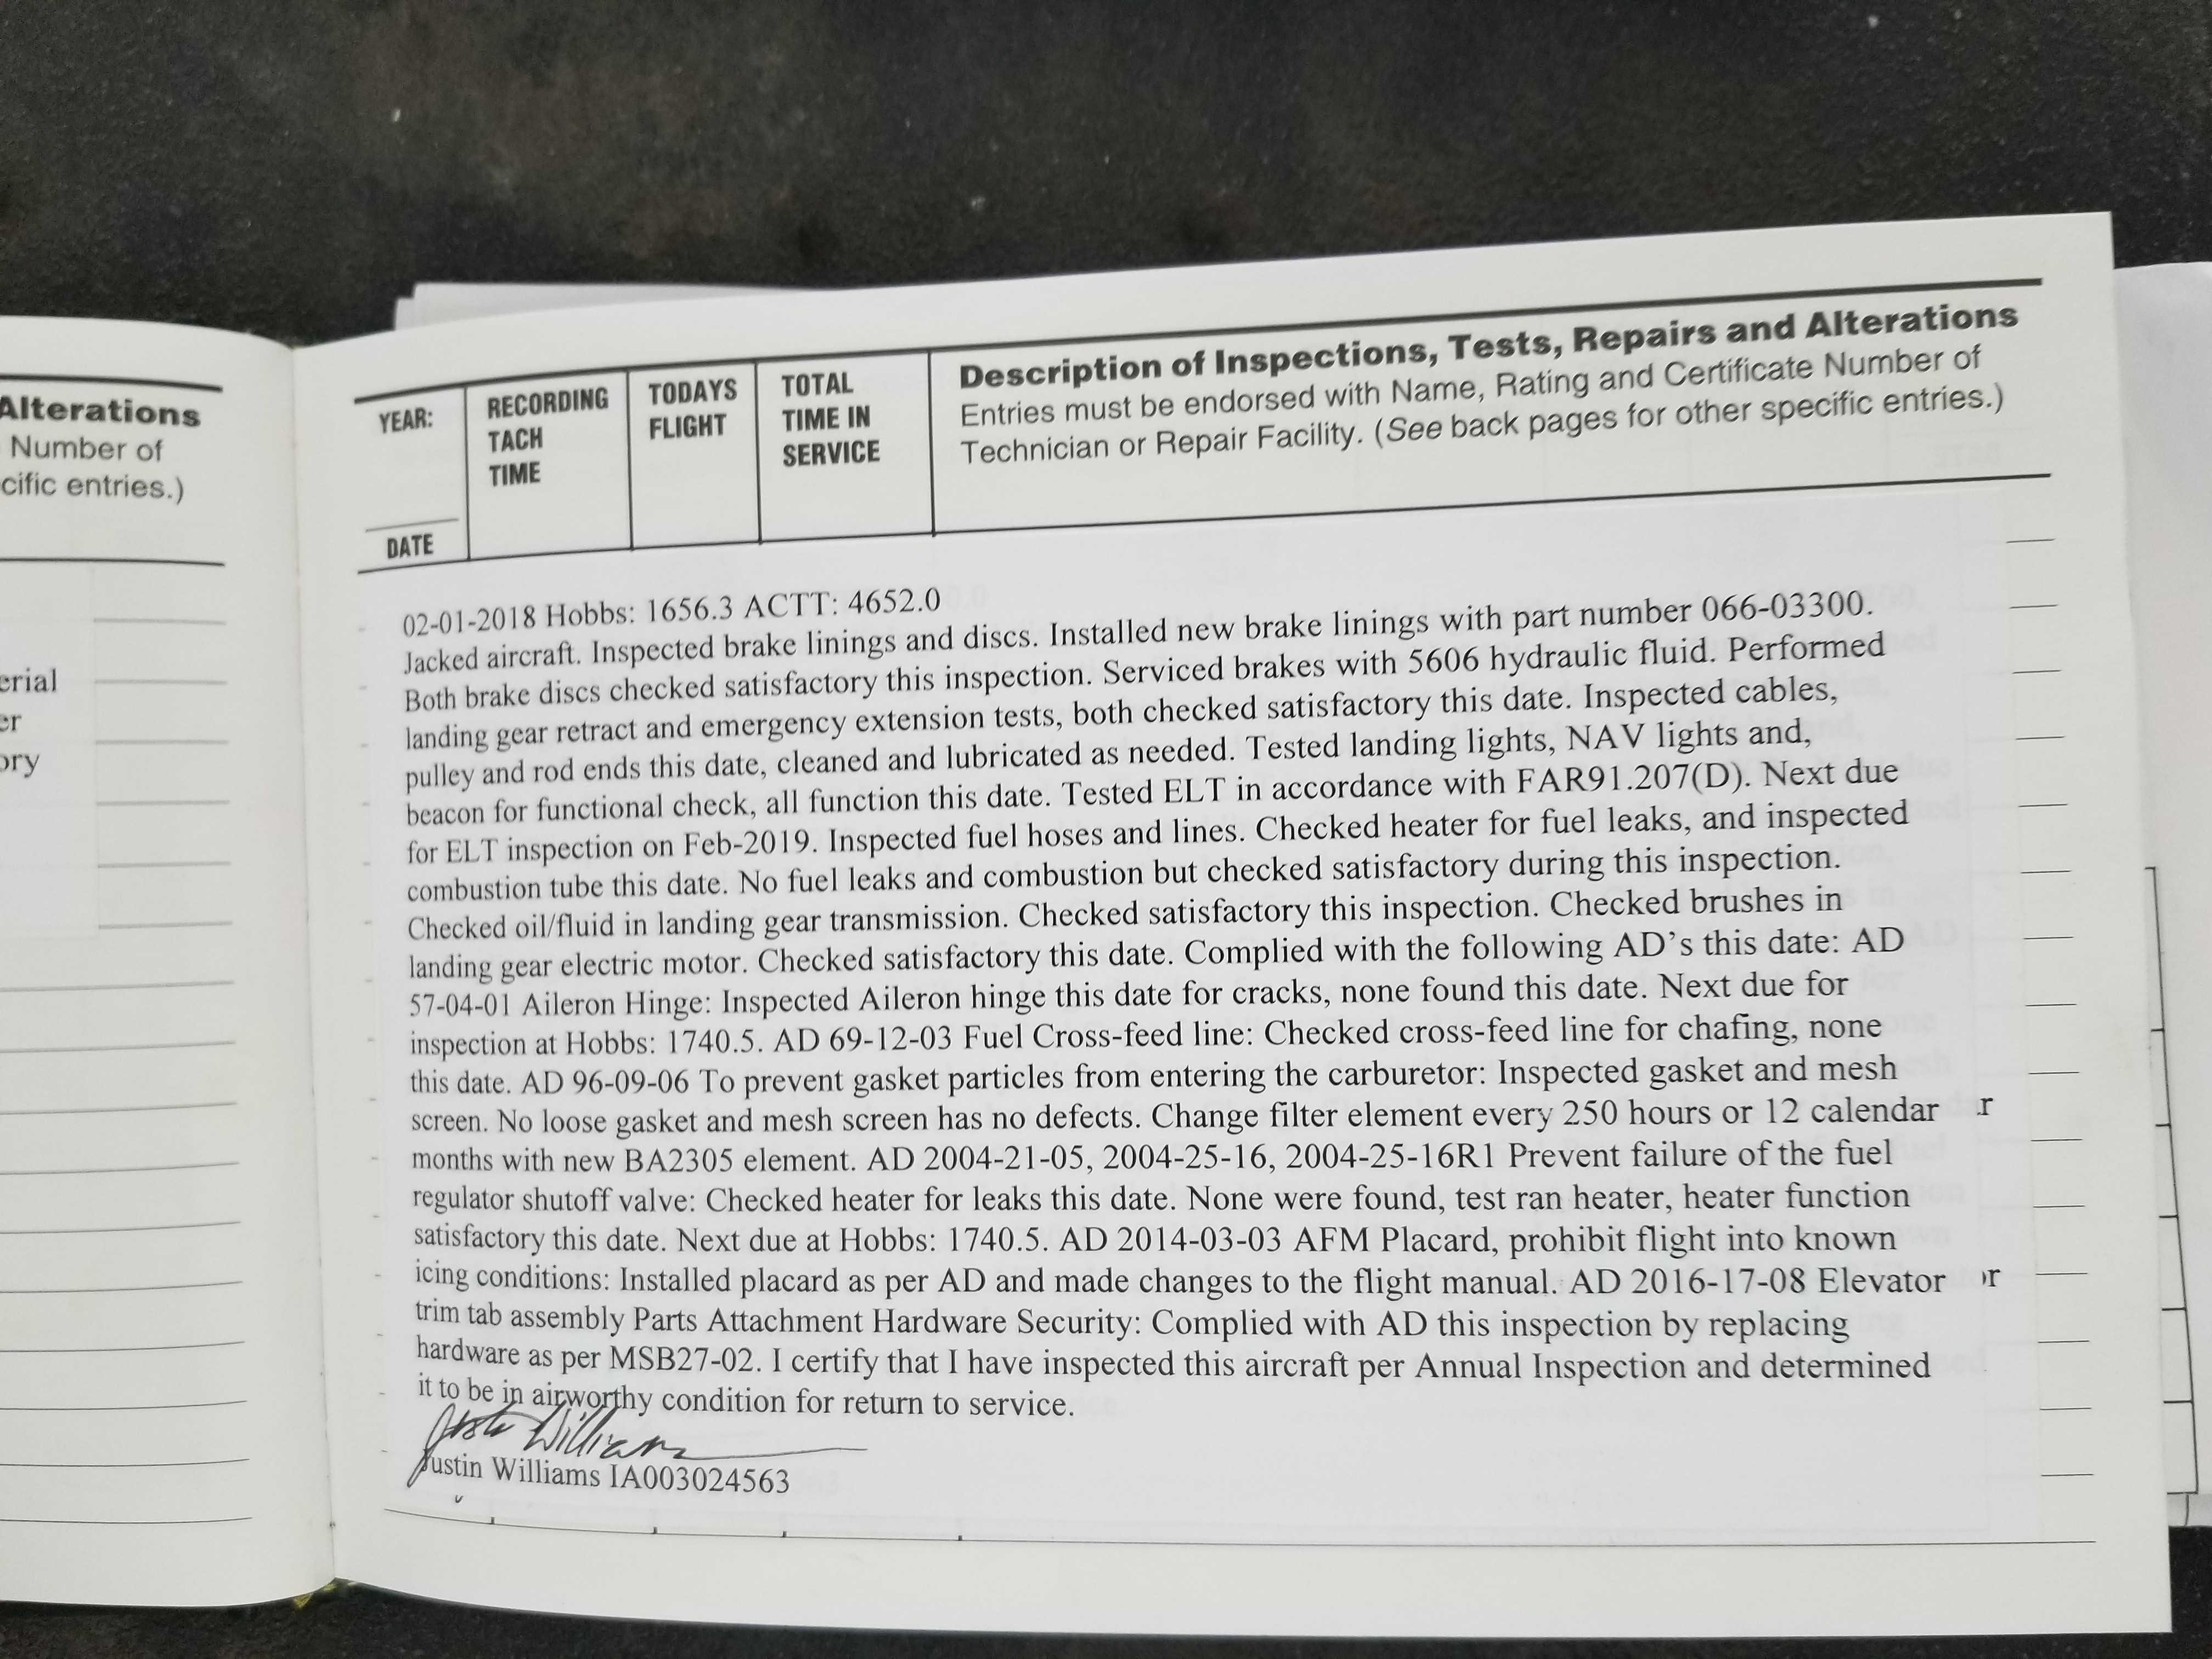 Alterations
Number of
cific entries.)
erial
er
ory
YEAR:
DATE
RECORDING
TACH
TIME
TODAYS
FLIGHT
TOTAL
TIME IN
SERVICE
Description of Inspections, Tests, Repairs and Alterations
Entries must be endorsed with Name, Rating and Certificate Number of
Technician or Repair Facility. (See back pages for other specific entries.)
02-01-2018 Hobbs: 1656.3 ACTT: 4652.0
Jacked aircraft. Inspected brake linings and discs. Installed new brake linings with part number 066-03300.
Both brake discs checked satisfactory this inspection. Serviced brakes with 5606 hydraulic fluid. Performed
landing gear retract and emergency extension tests, both checked satisfactory this date. Inspected cables,
pulley and rod ends this date, cleaned and lubricated as needed. Tested landing lights, NAV lights and,
beacon for functional check, all function this date. Tested ELT in accordance with FAR91.207(D). Next due
for ELT inspection on Feb-2019. Inspected fuel hoses and lines. Checked heater for fuel leaks, and inspected
combustion tube this date. No fuel leaks and combustion but checked satisfactory during this inspection.
Checked oil/fluid in landing gear transmission. Checked satisfactory this inspection. Checked brushes in
landing gear electric motor. Checked satisfactory this date. Complied with the following AD's this date: AD
57-04-01 Aileron Hinge: Inspected Aileron hinge this date for cracks, none found this date. Next due for
inspection at Hobbs: 1740.5. AD 69-12-03 Fuel Cross-feed line: Checked cross-feed line for chafing, none
this date. AD 96-09-06 To prevent gasket particles from entering the carburetor: Inspected gasket and mesh
screen. No loose gasket and mesh screen has no defects. Change filter element every 250 hours or 12 calendar r
months with new BA2305 element. AD 2004-21-05, 2004-25-16, 2004-25-16R1 Prevent failure of the fuel
regulator shutoff valve: Checked heater for leaks this date. None were found, test ran heater, heater function
satisfactory this date. Next due at Hobbs: 1740.5. AD 2014-03-03 AFM Placard, prohibit flight into known
icing conditions: Installed placard as per AD and made changes to the flight manual. AD 2016-17-08 Elevator or
trim tab assembly Parts Attachment Hardware Security: Complied with AD this inspection by replacing
hardware as per MSB27-02. I certify that I have inspected this aircraft per Annual Inspection and determined
it to be in airworthy condition for return to service.
Justin Williams
Justin Williams IA003024563